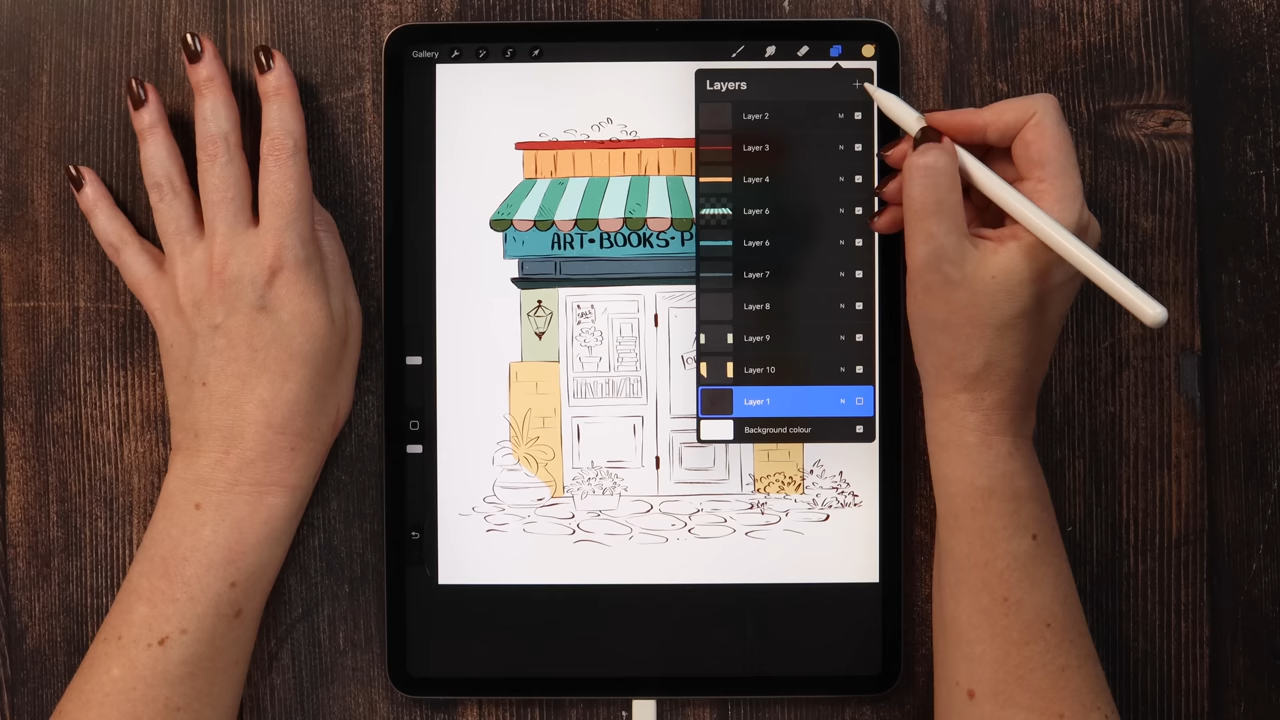 Gallery
Layers
Layer 2 M
Layer 3 N
Layer 4 N
Layer 6 N
Layer 6 N
Layer 7 N
Layer 8 N
Layer 9 N
Layer 10 N
Layer 1 N
Background colour
ART•BOOKS•P
SALE